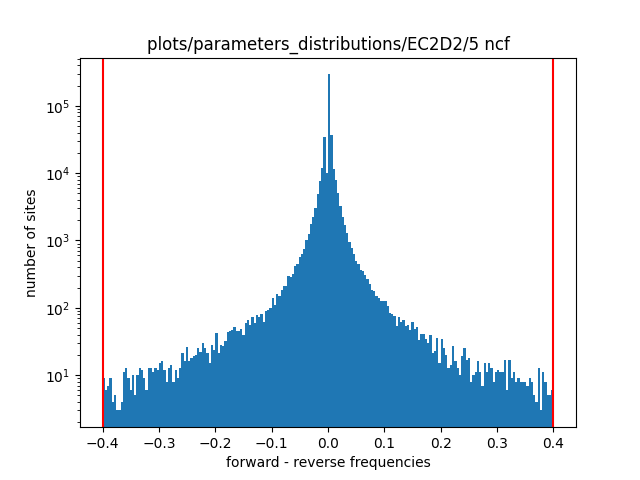 plots/parameters_distributions/EC2D2/5 ncf
number of sites
10^5
10^4
10^3
10^2
10^1
−0.4 −0.3 −0.2 −0.1 0.0 0.1 0.2 0.3 0.4
forward - reverse frequencies